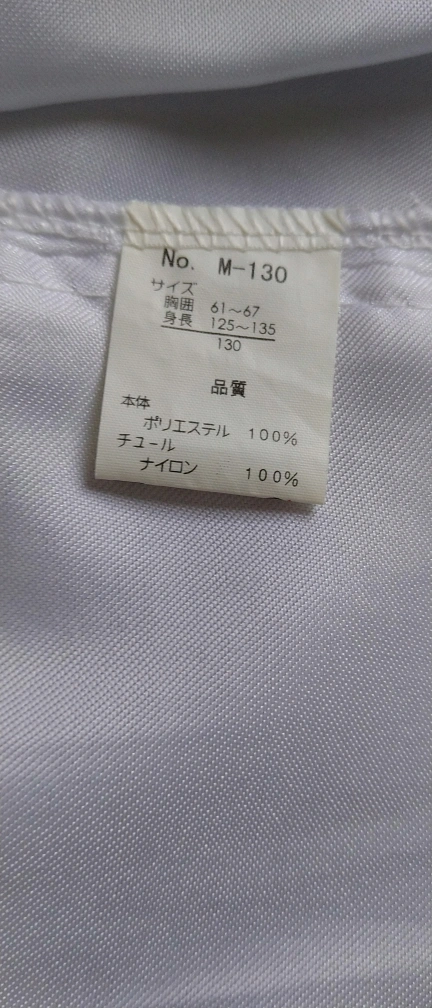 No. M-130
サイズ
胸囲 61～67
身長 125～135
130
品質
本体
ポリエステル 100%
チュール
ナイロン 100%